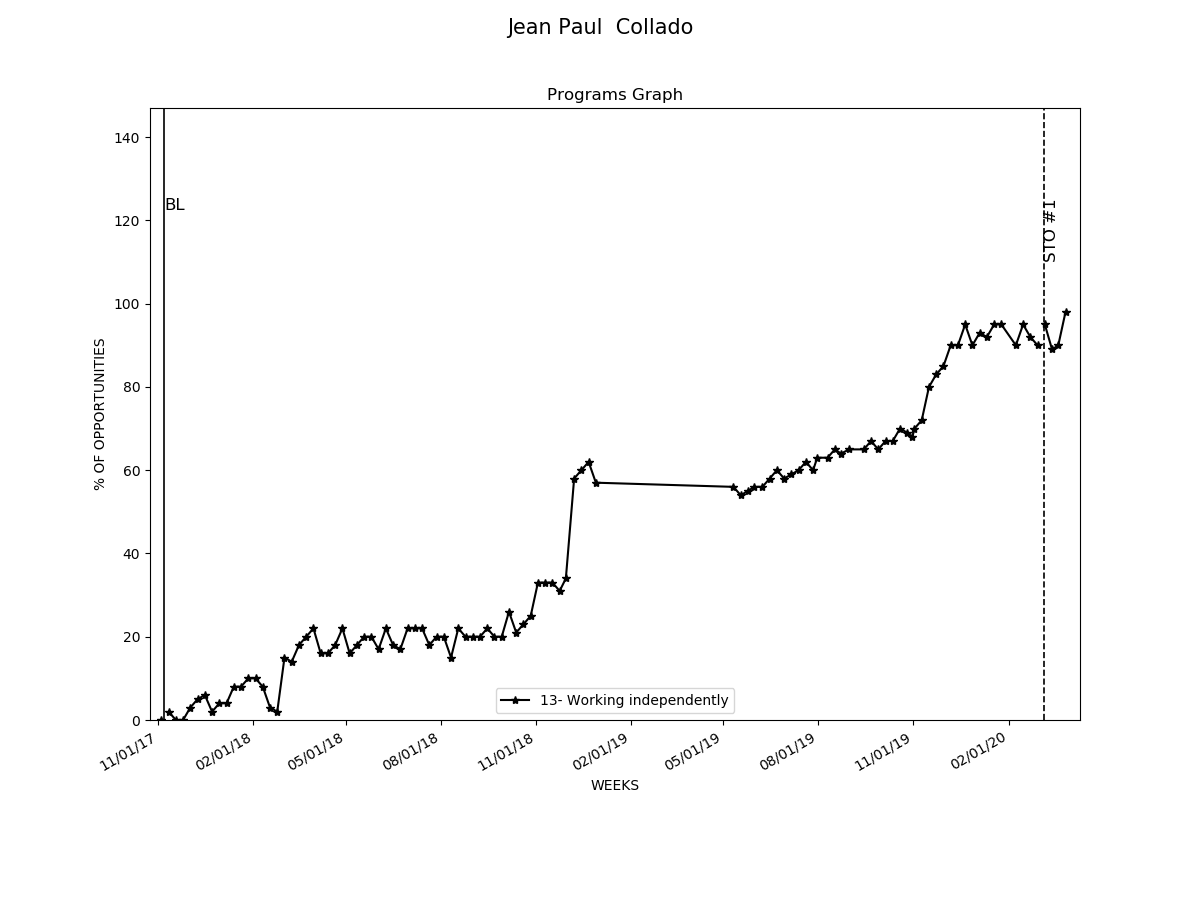 Jean Paul  Collado
Programs Graph
140
120
100
80
60
40
20
0
% OF OPPORTUNITIES
BL
STO #1
13- Working independently
11/01/17
02/01/18
05/01/18
08/01/18
11/01/18
02/01/19
05/01/19
08/01/19
11/01/19
02/01/20
WEEKS